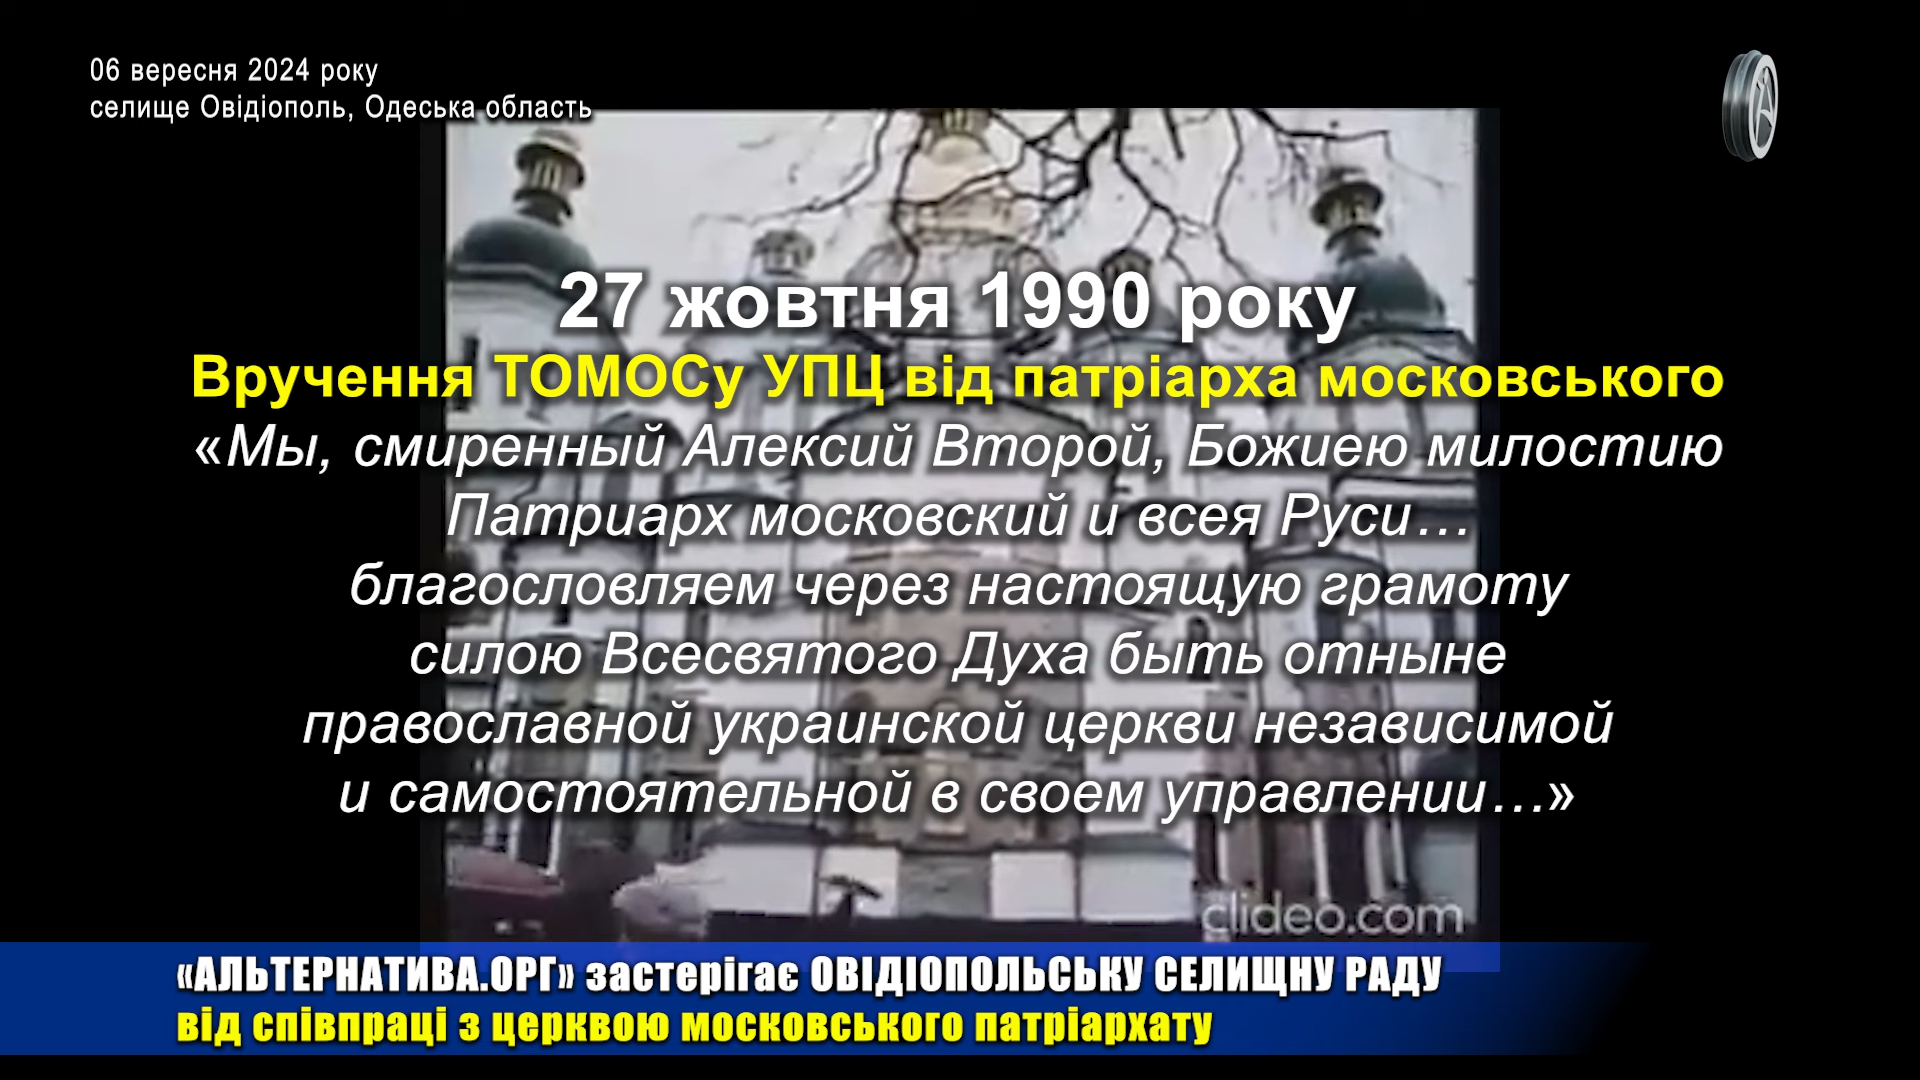 06 вересня 2024 року
селище Овідіополь, Одеська область
27 жовтня 1990 року
Вручення ТОМОСу УПЦ від патріарха московського
«Мы, смиренный Алексий Второй, Божиею милостию
Патриарх московский и всея Руси…
благословляем через настоящую грамоту
силою Всесвятого Духа быть отныне
православной украинской церкви независимой
и самостоятельной в своем управлении…»
clideo.com
«АЛЬТЕРНАТИВА.ОРГ» застерігає ОВІДІОПОЛЬСЬКУ СЕЛИЩНУ РАДУ
від співпраці з церквою московського патріархату